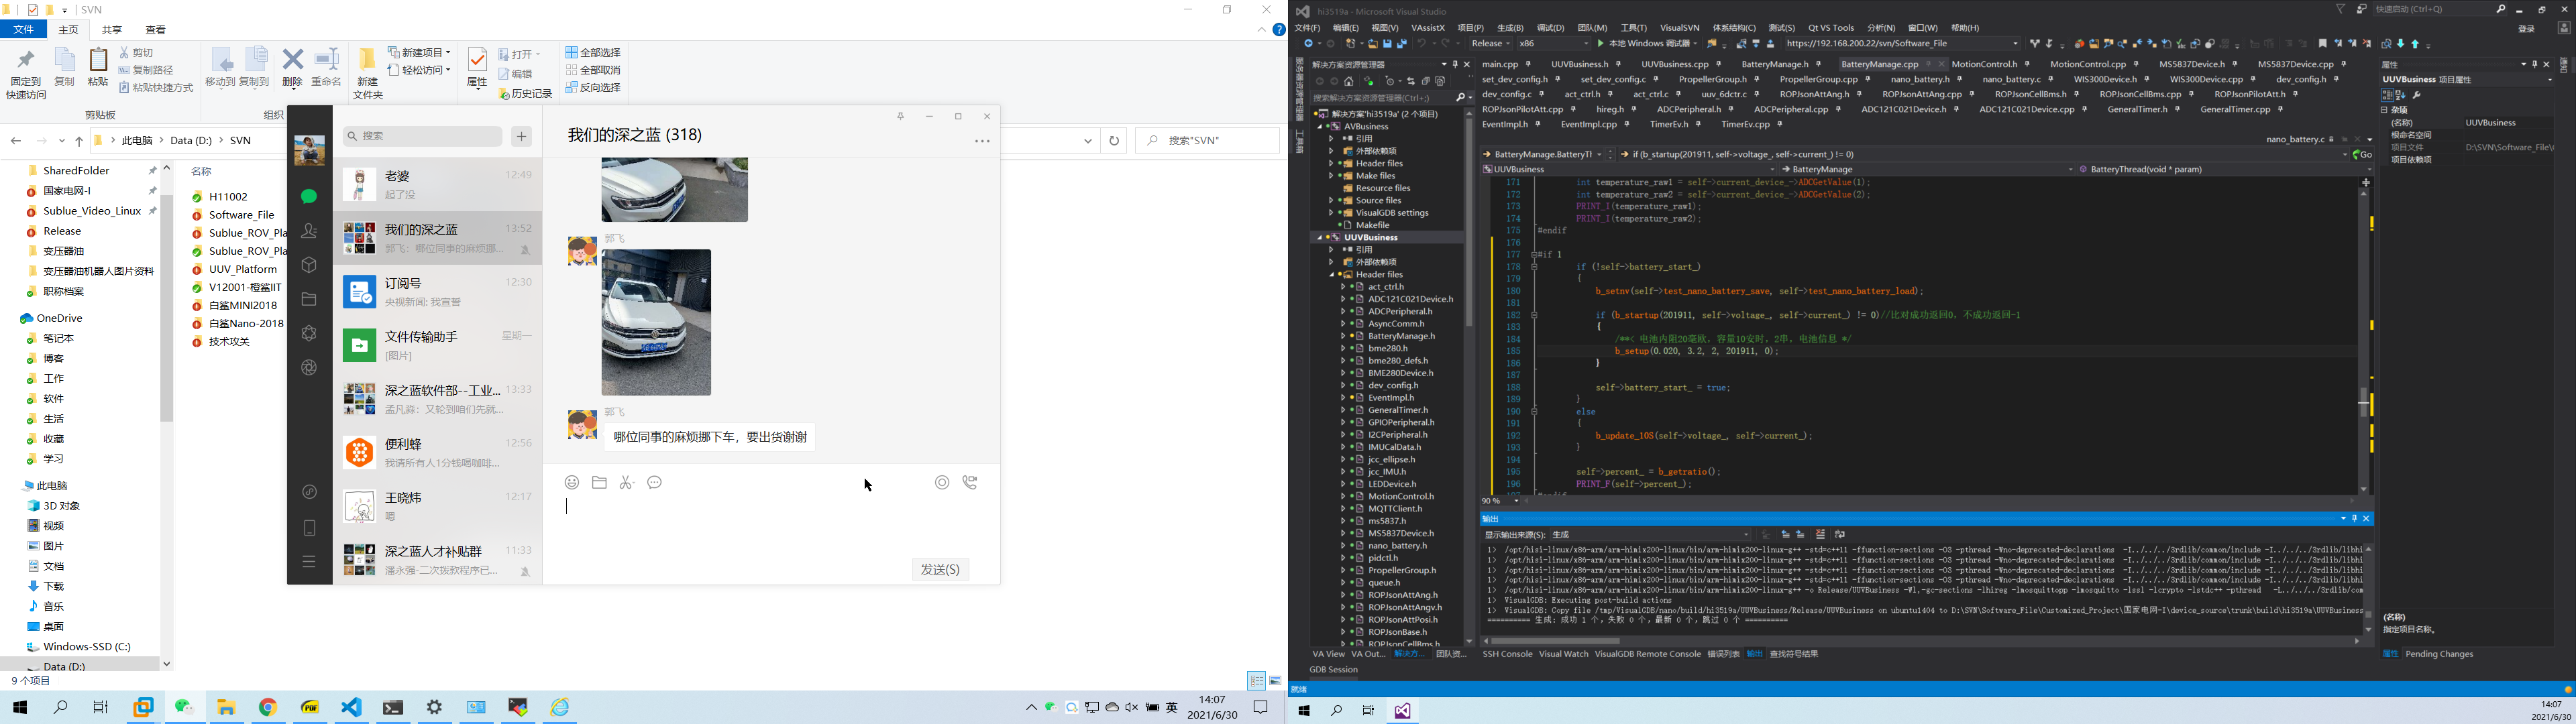 SVN
文件
主页
共享
查看
固定到
快速访问
复制
粘贴
剪切
复制路径
粘贴快捷方式
剪贴板
移动到
复制到
删除
重命名
组织
新建
文件夹
新建项目
轻松访问
属性
打开
编辑
历史记录
全部选择
全部取消
反向选择
此电脑
Data (D:)
SVN
搜索"SVN"
SharedFolder
国家电网-I
Sublue_Video_Linux
Release
变压器油
变压器油机器人图片资料
职称档案
OneDrive
笔记本
博客
工作
软件
生活
收藏
学习
此电脑
3D 对象
视频
图片
文档
下载
音乐
桌面
Windows-SSD (C:)
Data (D:)
9 个项目
名称
H11002
Software_File
Sublue_ROV_Pla
Sublue_ROV_Pla
UUV_Platform
V12001-橙鲨IIT
白鲨MINI2018
白鲨Nano-2018
技术攻关
搜索
老婆
12:49
起了没
我们的深之蓝
13:52
郭飞：哪位同事的麻烦挪...
订阅号
12:30
央视新闻: 我宣誓
文件传输助手
星期一
[图片]
深之蓝软件部--工业...
13:33
孟凡淼：又轮到咱们先就...
便利蜂
12:56
我请所有人1分钱喝咖啡...
王晓炜
12:17
嗯
深之蓝人才补贴群
11:33
潘永强-二次拨款程序已...
我们的深之蓝 (318)
郭飞
郭飞
哪位同事的麻烦挪下车，要出货谢谢
发送(S)
英
14:07
2021/6/30
hi3519a - Microsoft Visual Studio
快速启动 (Ctrl+Q)
文件(F) 编辑(E) 视图(V) VAssistX 项目(P) 生成(B) 调试(D) 团队(M) 工具(T) VisualSVN 体系结构(C) 测试(S) Qt VS Tools 分析(N) 窗口(W) 帮助(H)
登录
Release x86 本地 Windows 调试器 https://192.168.200.22/svn/Software_File
解决方案资源管理器
搜索解决方案资源管理器(Ctrl+;)
解决方案'hi3519a' (2 个项目)
AVBusiness
引用
外部依赖项
Header files
Make files
Resource files
Source files
VisualGDB settings
Makefile
UUVBusiness
引用
外部依赖项
Header files
act_ctrl.h
ADC121C021Device.h
ADCPeripheral.h
AsyncComm.h
BatteryManage.h
bme280.h
bme280_defs.h
BME280Device.h
dev_config.h
EventImpl.h
GeneralTimer.h
GPIOPeripheral.h
I2CPeripheral.h
IMUCalData.h
jcc_ellipse.h
jcc_IMU.h
LEDDevice.h
MotionControl.h
MQTTClient.h
ms5837.h
MS5837Device.h
nano_battery.h
pidctl.h
PropellerGroup.h
queue.h
ROPJsonAttAng.h
ROPJsonAttAngv.h
ROPJsonAttPosi.h
ROPJsonBase.h
ROPJsonCellBms.h
VA View VA Out... 解决方... 团队资...
GDB Session
就绪
main.cpp UUVBusiness.h UUVBusiness.cpp BatteryManage.h BatteryManage.cpp MotionControl.h MotionControl.cpp MS5837Device.h MS5837Device.cpp
set_dev_config.h set_dev_config.c PropellerGroup.h PropellerGroup.cpp nano_battery.h nano_battery.c WIS300Device.h WIS300Device.cpp dev_config.h
dev_config.c act_ctrl.h act_ctrl.c uuv_6dctr.c ROPJsonAttAng.h ROPJsonAttAng.cpp ROPJsonCellBms.h ROPJsonCellBms.cpp ROPJsonPilotAtt.h
ROPJsonPilotAtt.cpp hireg.h ADCPeripheral.h ADCPeripheral.cpp ADC121C021Device.h ADC121C021Device.cpp GeneralTimer.h GeneralTimer.cpp
EventImpl.h EventImpl.cpp TimerEv.h TimerEv.cpp
nano_battery.c
BatteryManage.BatteryTl if (b_startup(201911, self->voltage_, self->current_) != 0) Go
UUVBusiness BatteryManage BatteryThread(void * param)
171 int temperature_raw1 = self->current_device_->ADCGetValue(1);
172 int temperature_raw2 = self->current_device_->ADCGetValue(2);
173 PRINT_I(temperature_raw1);
174 PRINT_I(temperature_raw2);
175 #endif
176
177 #if 1
178 if (!self->battery_start_)
179 {
180 b_setnv(self->test_nano_battery_save, self->test_nano_battery_load);
181
182 if (b_startup(201911, self->voltage_, self->current_) != 0)//比对成功返回0，不成功返回-1
183 {
184 /**< 电池内阻20毫欧，容量10安时，2串，电池信息 */
185 b_setup(0.020, 3.2, 2, 201911, 0);
186 }
187
188 self->battery_start_ = true;
189 }
190 else
191 {
192 b_update_10S(self->voltage_, self->current_);
193 }
194
195 self->percent_ = b_getratio();
196 PRINT_F(self->percent_);
90 %
输出
显示输出来源(S): 生成
1> /opt/hisi-linux/x86-arm/arm-himix200-linux/bin/arm-himix200-linux-g++ -std=c++11 -ffunction-sections -O3 -pthread -Wno-deprecated-declarations -I../../../3rdlib/common/include -I../../../3rdlib/libhi
1> /opt/hisi-linux/x86-arm/arm-himix200-linux/bin/arm-himix200-linux-g++ -std=c++11 -ffunction-sections -O3 -pthread -Wno-deprecated-declarations -I../../../3rdlib/common/include -I../../../3rdlib/libhi
1> /opt/hisi-linux/x86-arm/arm-himix200-linux/bin/arm-himix200-linux-g++ -std=c++11 -ffunction-sections -O3 -pthread -Wno-deprecated-declarations -I../../../3rdlib/common/include -I../../../3rdlib/libhi
1> /opt/hisi-linux/x86-arm/arm-himix200-linux/bin/arm-himix200-linux-g++ -std=c++11 -ffunction-sections -O3 -pthread -Wno-deprecated-declarations -I../../../3rdlib/common/include -I../../../3rdlib/libhi
1> /opt/hisi-linux/x86-arm/arm-himix200-linux/bin/arm-himix200-linux-g++ -o Release/UUVBusiness -Wl,-gc-sections -lhireg -lmosquittopp -lmosquitto -lssl -lcrypto -lstdc++ -pthread -L../../../3rdlib/com
1> VisualGDB: Executing post-build actions
1> VisualGDB: Copy file /tmp/VisualGDB/nano/build/hi3519a/UUVBusiness/Release/UUVBusiness on ubuntu1404 to D:\SVN\Software_File\Customized_Project\国家电网-I\device_source\trunk\build\hi3519a\UUVBusiness
========== 生成: 成功 1 个，失败 0 个，最新 0 个，跳过 0 个 ==========
SSH Console Visual Watch VisualGDB Remote Console 错误列表 输出 查找符号结果
属性
UUVBusiness 项目属性
杂项
(名称) UUVBusiness
根命名空间
项目文件 D:\SVN\Software_File\
项目依赖项
(名称)
指定项目名称。
属性 Pending Changes
14:07
2021/6/30